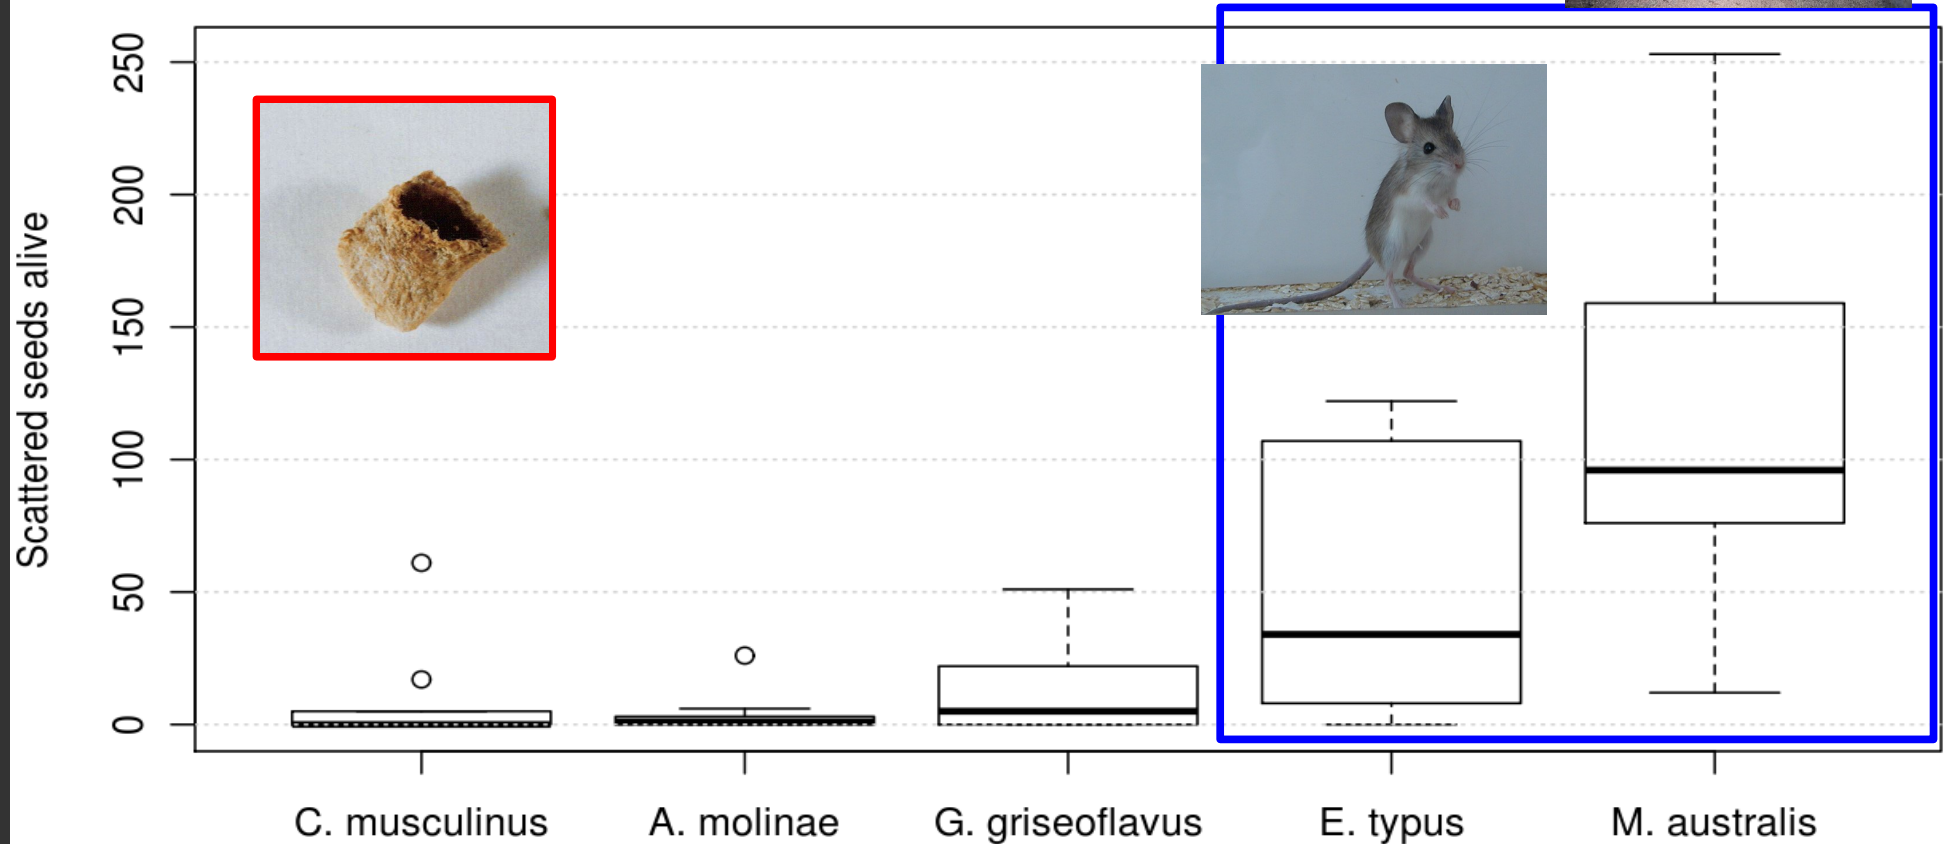 Scattered seeds alive
250
200
150
100
50
0
C. musculinus
A. molinae
G. griseoflavus
E. typus
M. australis